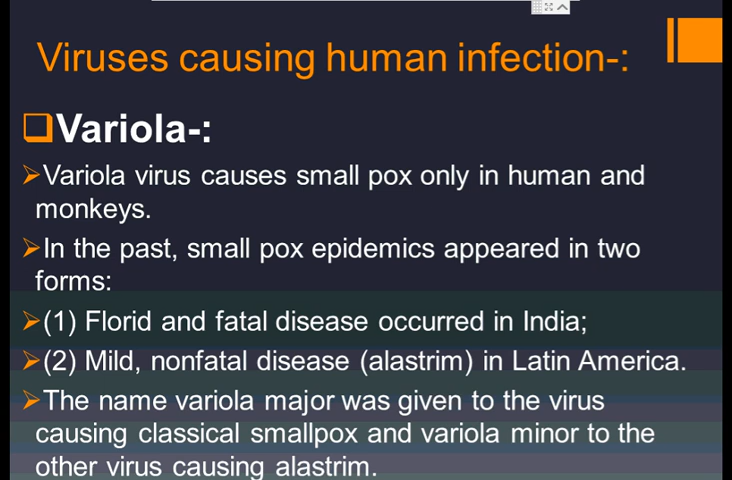 Viruses causing human infection-:
Variola-:
Variola virus causes small pox only in human and
monkeys.
In the past, small pox epidemics appeared in two
forms:
(1) Florid and fatal disease occurred in India;
(2) Mild, nonfatal disease (alastrim) in Latin America.
The name variola major was given to the virus
causing classical smallpox and variola minor to the
other virus causing alastrim.